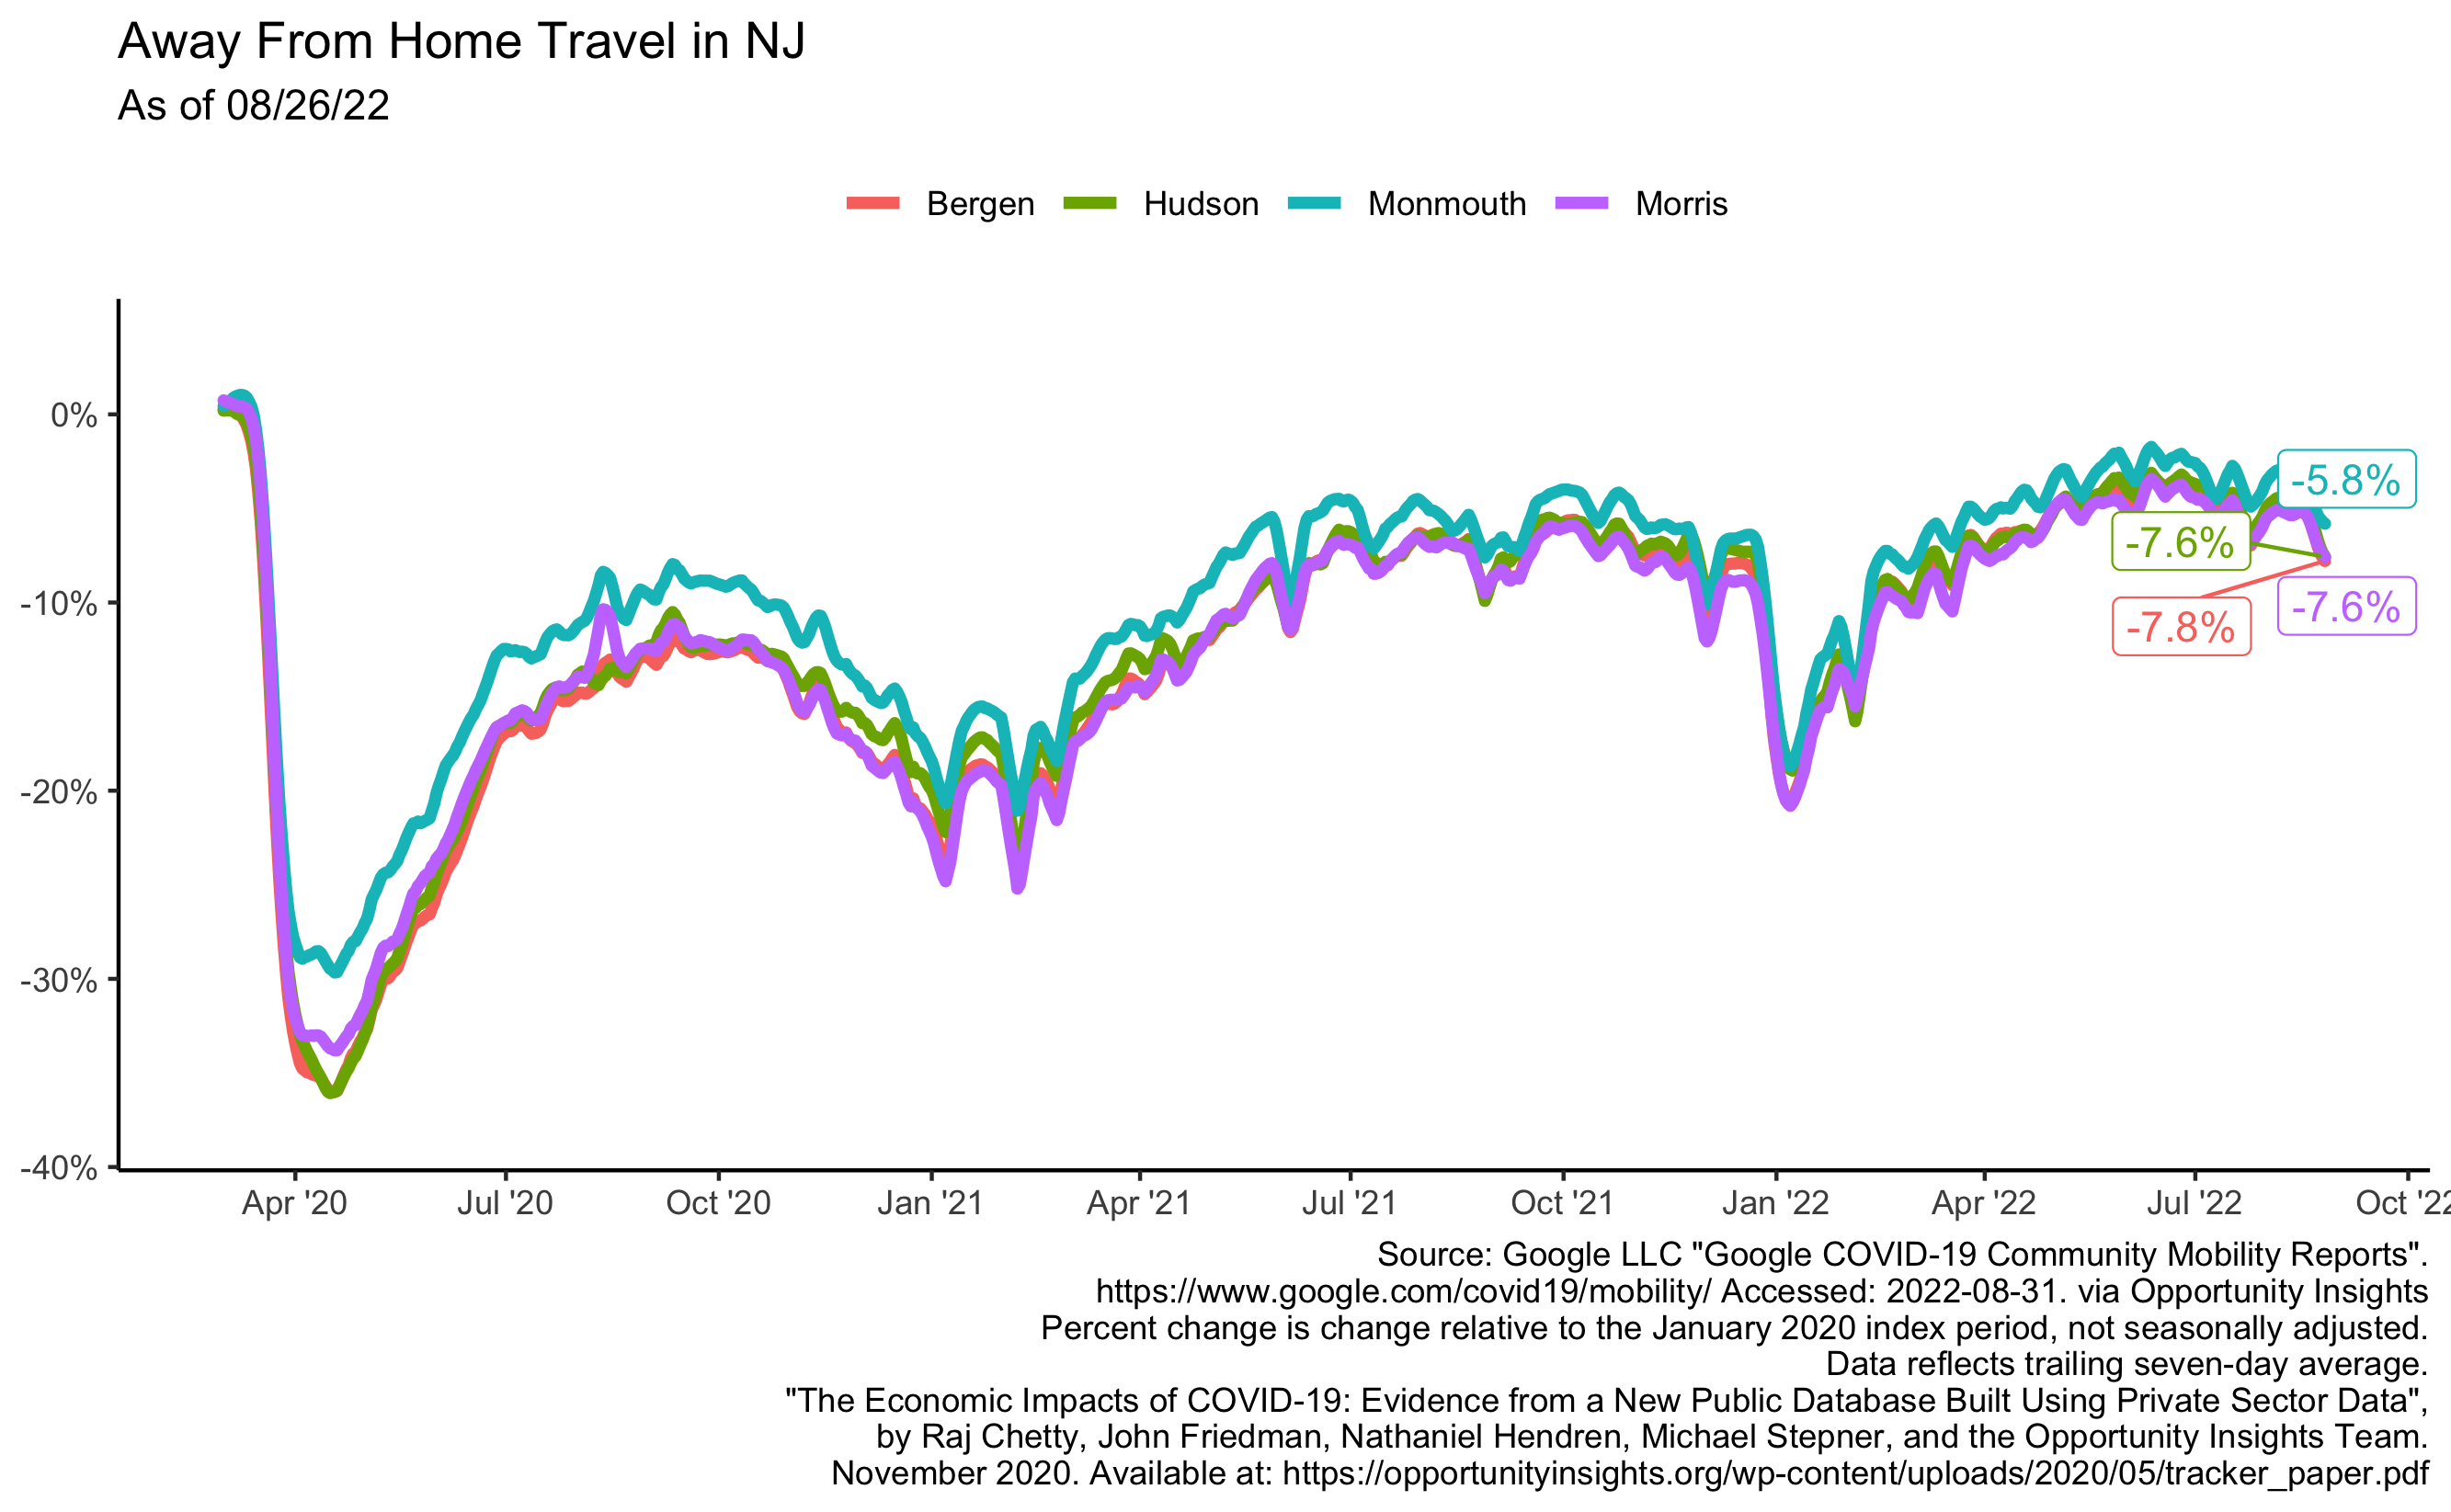 Away From Home Travel in NJ
As of 08/26/22
Bergen Hudson Monmouth Morris
0%
-10%
-20%
-30%
-40%
-5.8%
-7.6%
-7.6%
-7.8%
Apr '20 Jul '20 Oct '20 Jan '21 Apr '21 Jul '21 Oct '21 Jan '22 Apr '22 Jul '22 Oct '22
Source: Google LLC "Google COVID-19 Community Mobility Reports".
https://www.google.com/covid19/mobility/ Accessed: 2022-08-31. via Opportunity Insights
Percent change is change relative to the January 2020 index period, not seasonally adjusted.
Data reflects trailing seven-day average.
"The Economic Impacts of COVID-19: Evidence from a New Public Database Built Using Private Sector Data",
by Raj Chetty, John Friedman, Nathaniel Hendren, Michael Stepner, and the Opportunity Insights Team.
November 2020. Available at: https://opportunityinsights.org/wp-content/uploads/2020/05/tracker_paper.pdf